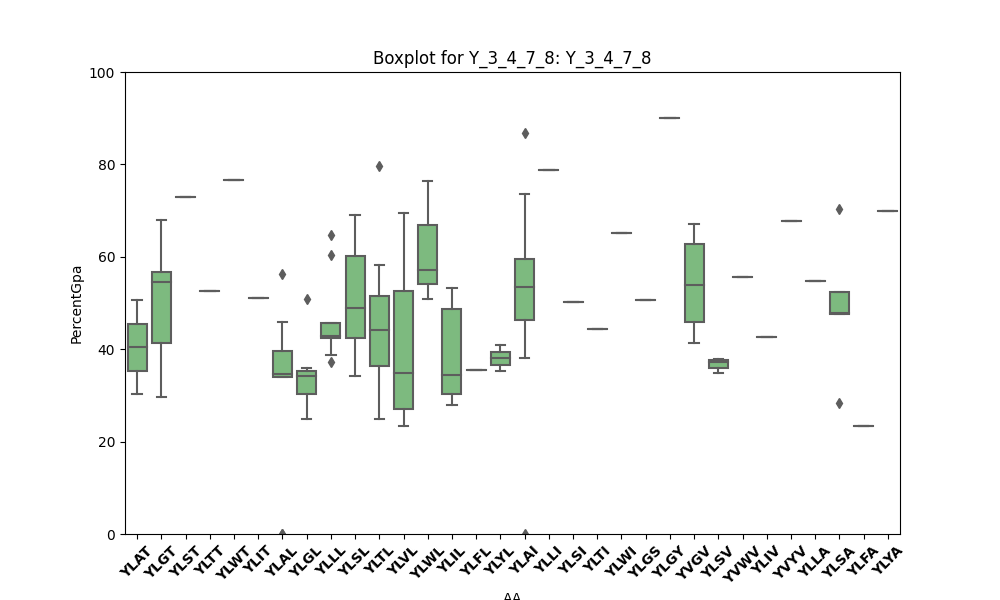 Boxplot for Y_3_4_7_8: Y_3_4_7_8
100
80
60
40
20
0
PercentGpa
YLAT YLGT YLST YLTT YLWT YLIT YLAL YLGL YLLL YLSL YLTL YLVL YLWL YLIL YLFL YLYL YLAI YLLI YLSI YLTI YLWI YLGS YLGY YVGV YLSV YVWV YLIV YVYV YLLA YLSA YLFA YLYA
AA